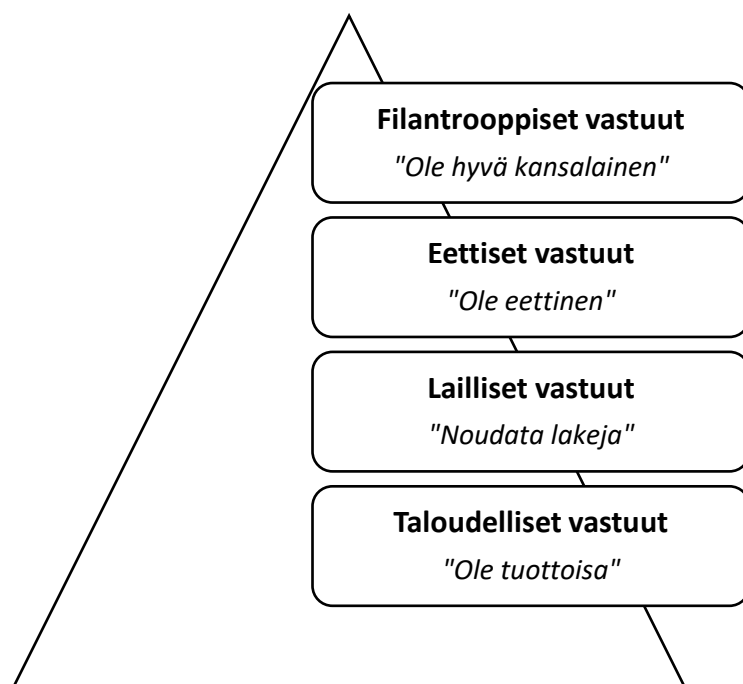 Filantrooppiset vastuut
"Ole hyvä kansalainen"
Eettiset vastuut
"Ole eettinen"
Lailliset vastuut
"Noudata lakeja"
Taloudelliset vastuut
"Ole tuottoisa"